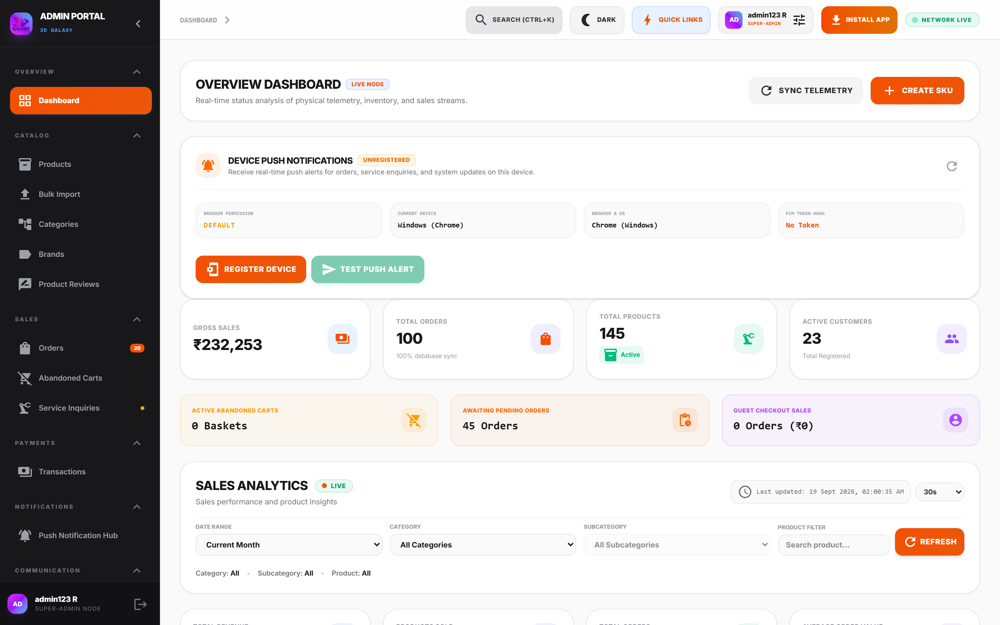 3D GALAXY
ADMIN PORTAL
3D GALAXY
OVERVIEW
Dashboard
CATALOG
Products
Bulk Import
Categories
Brands
Product Reviews
SALES
Orders 20
Abandoned Carts
Service Inquiries
PAYMENTS
Transactions
NOTIFICATIONS
Push Notification Hub
COMMUNICATION
AD
admin123 R
SUPER-ADMIN NODE
DASHBOARD
SEARCH (CTRL+K)
DARK
QUICK LINKS
AD
admin123 R
SUPER-ADMIN
INSTALL APP
NETWORK LIVE
OVERVIEW DASHBOARD LIVE NODE
Real-time status analysis of physical telemetry, inventory, and sales streams.
SYNC TELEMETRY
CREATE SKU
DEVICE PUSH NOTIFICATIONS UNREGISTERED
Receive real-time push alerts for orders, service enquiries, and system updates on this device.
BROWSER PERMISSION
DEFAULT
CURRENT DEVICE
Windows (Chrome)
BROWSER & OS
Chrome (Windows)
FCM TOKEN HASH
No Token
REGISTER DEVICE
TEST PUSH ALERT
GROSS SALES
₹232,253
TOTAL ORDERS
100
100% database sync
TOTAL PRODUCTS
145
Active
ACTIVE CUSTOMERS
23
Total Registered
ACTIVE ABANDONED CARTS
0 Baskets
AWAITING PENDING ORDERS
45 Orders
GUEST CHECKOUT SALES
0 Orders (₹0)
SALES ANALYTICS LIVE
Sales performance and product insights
Last updated: 19 Sept 2026, 02:00:35 AM
30s
DATE RANGE
Current Month
CATEGORY
All Categories
SUBCATEGORY
All Subcategories
PRODUCT FILTER
Search product...
REFRESH
Category: All • Subcategory: All • Product: All